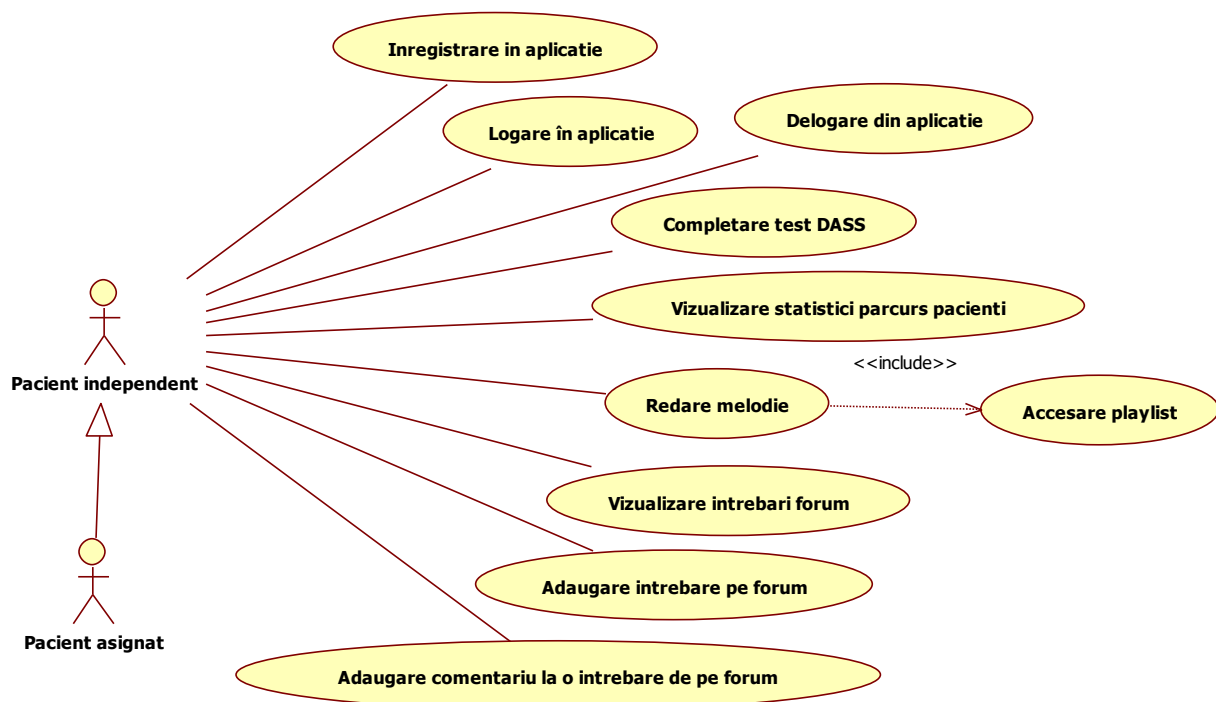 Inregistrare in aplicatie
Logare în aplicatie
Delogare din aplicatie
Completare test DASS
Vizualizare statistici parcurs pacienti
<<include>>
Pacient independent
Redare melodie
Accesare playlist
Vizualizare intrebari forum
Adaugare intrebare pe forum
Pacient asignat
Adaugare comentariu la o intrebare de pe forum